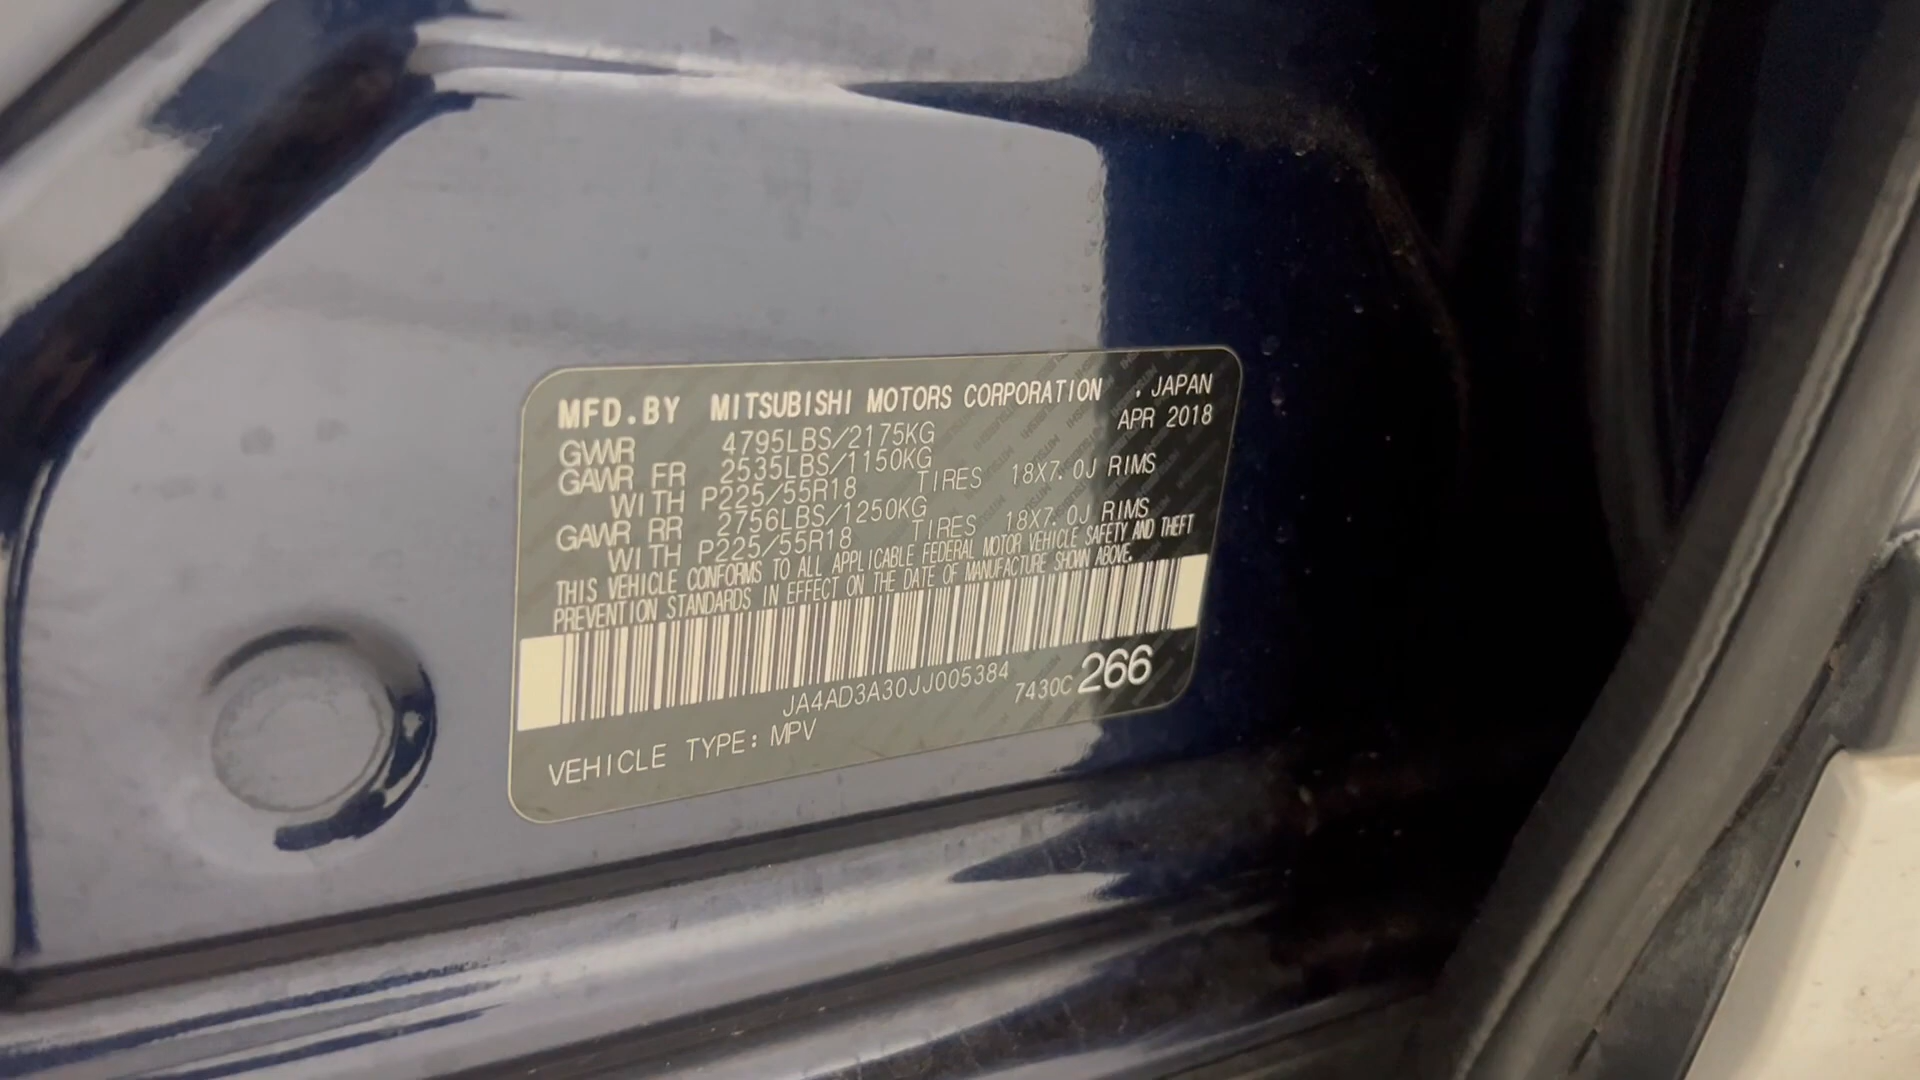 MFD.BY MITSUBISHI MOTORS CORPORATION , JAPAN
APR 2018
GVWR 4795LBS/2175KG
GAWR FR 2535LBS/1150KG
WITH P225/55R18 TIRES 18X7.0J RIMS
GAWR RR 2756LBS/1250KG
WITH P225/55R18 TIRES 18X7.0J RIMS
THIS VEHICLE CONFORMS TO ALL APPLICABLE FEDERAL MOTOR VEHICLE SAFETY AND THEFT
PREVENTION STANDARDS IN EFFECT ON THE DATE OF MANUFACTURE SHOWN ABOVE.
JA4AD3A30JJ005384 7430C 266
VEHICLE TYPE: MPV